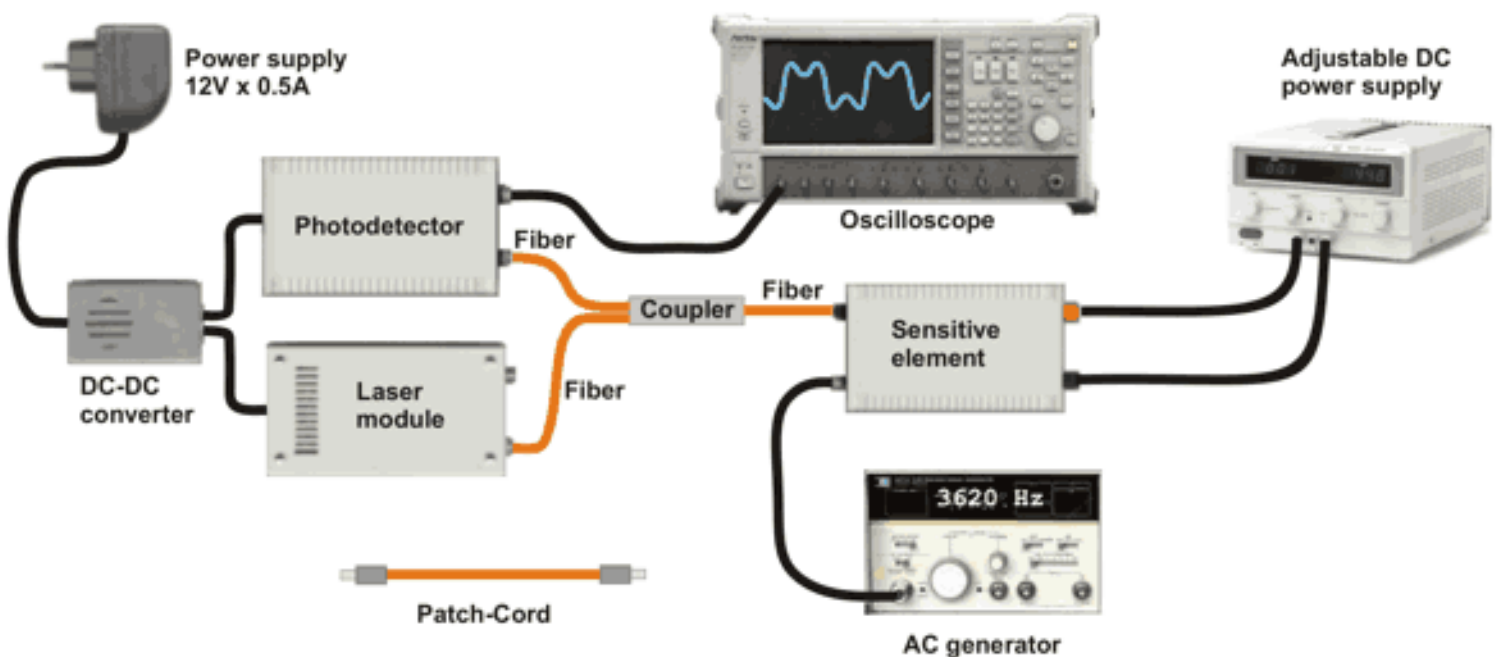 Power supply
12V x 0.5A
Adjustable DC
power supply
Oscilloscope
Photodetector
Fiber
Coupler
Fiber
Sensitive
element
DC-DC
converter
Laser
module
Fiber
3620 Hz
Patch-Cord
AC generator